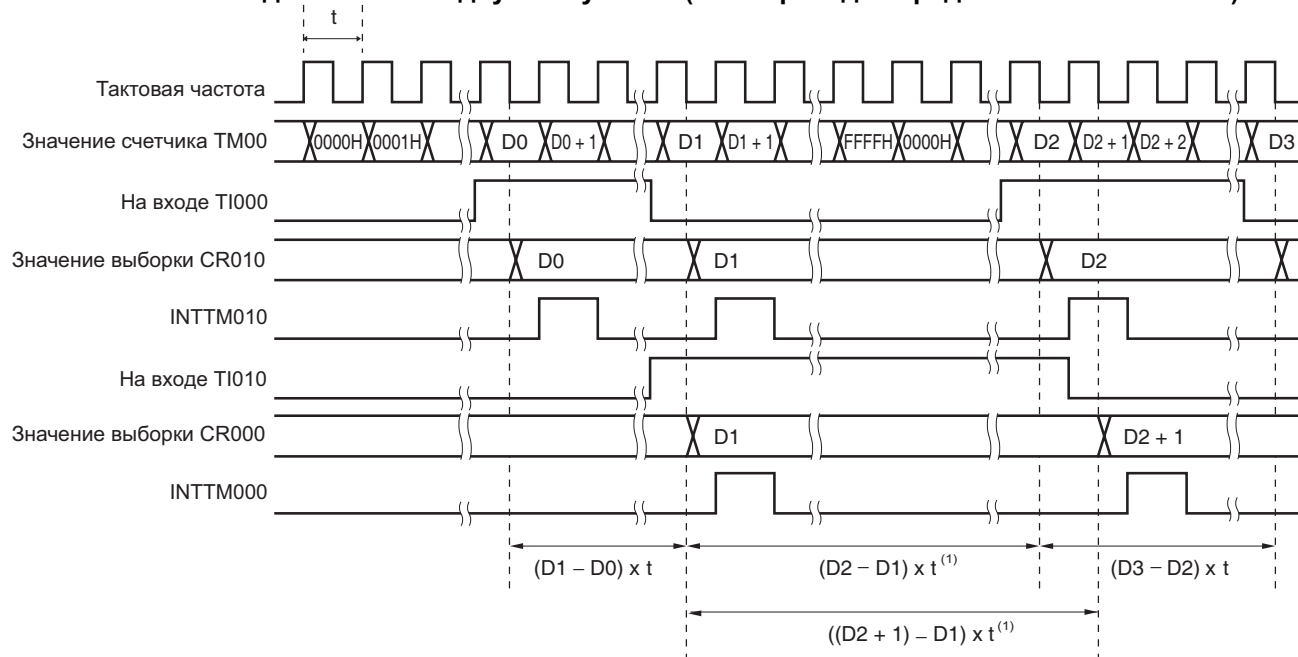 t
Тактовая частота
Значение счетчика TM00
0000H 0001H D0 D0 + 1 D1 D1 + 1 FFFFH 0000H D2 D2 + 1 D2 + 2 D3
На входе TI000
Значение выборки CR010
D0 D1 D2
INTTM010
На входе TI010
Значение выборки CR000
D1 D2 + 1
INTTM000
(D1 – D0) x t (D2 – D1) x t (1) (D3 – D2) x t
((D2 + 1) – D1) x t (1)